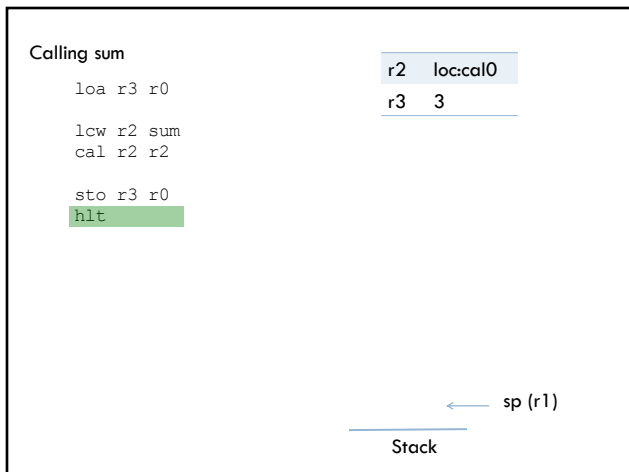 Calling sum
loa r3 r0
lcw r2 sum
cal r2 r2
sto r3 r0
hlt
r2 loc:cal0
r3 3
sp (r1)
Stack